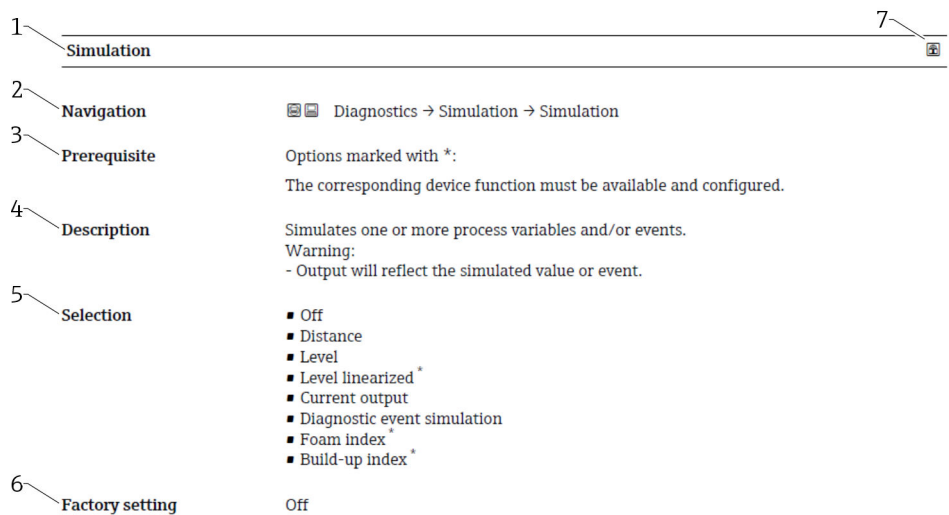 1
7
Simulation
2
Navigation Diagnostics → Simulation → Simulation
3
Prerequisite Options marked with *:
The corresponding device function must be available and configured.
4
Description Simulates one or more process variables and/or events.
Warning:
- Output will reflect the simulated value or event.
5
Selection ▪ Off
▪ Distance
▪ Level
▪ Level linearized *
▪ Current output
▪ Diagnostic event simulation
▪ Foam index *
▪ Build-up index *
6
Factory setting Off